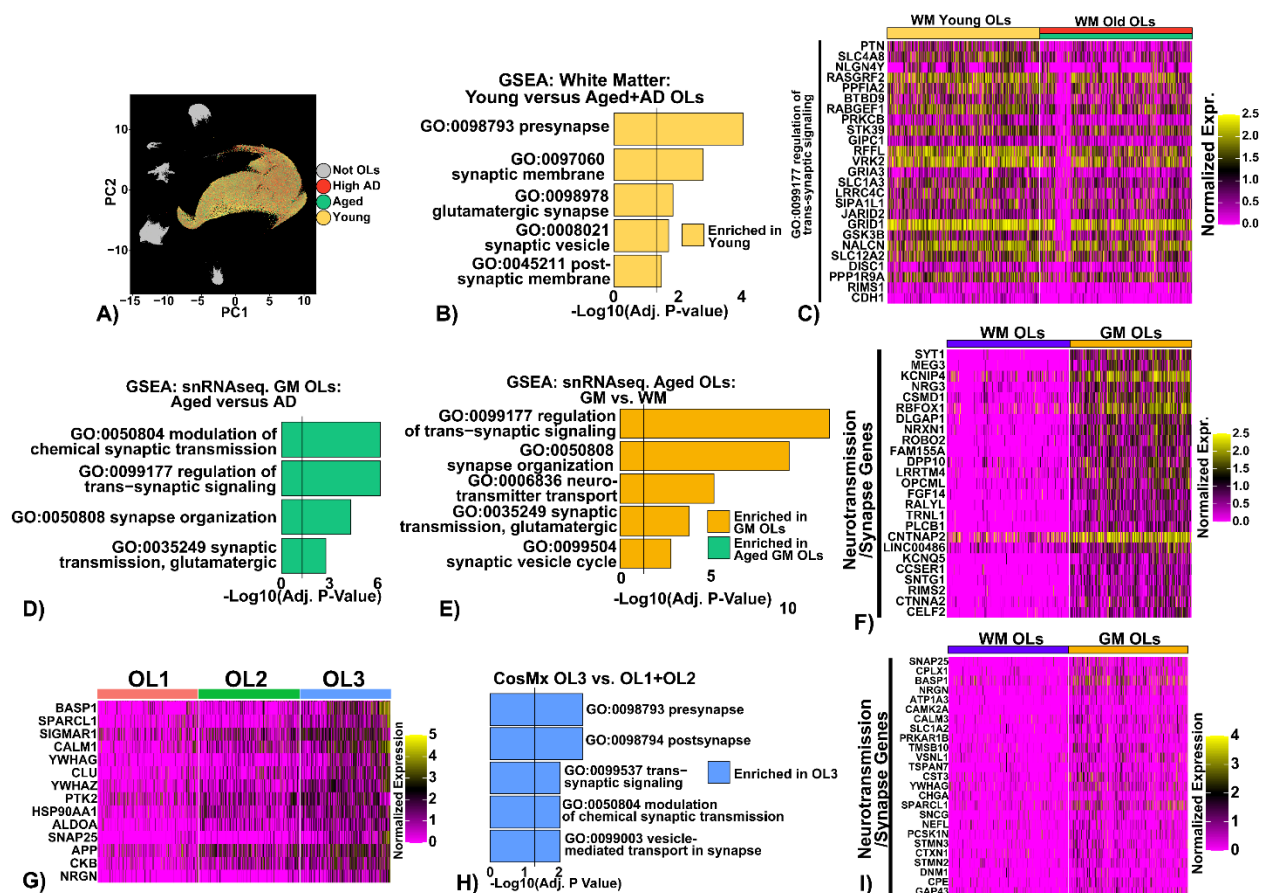 10
0
−10
PC2
−15
−10
−5
0
5
10
PC1
Not OLs
High AD
Aged
Young
A)
GSEA: White Matter:
Young versus Aged+AD OLs
GO:0098793 presynapse
GO:0097060
synaptic membrane
GO:0098978
glutamatergic synapse
GO:0008021
synaptic vesicle
GO:0045211 post-
synaptic membrane
Enriched in
Young
0
2
4
-Log10(Adj. P-value)
B)
WM Young OLs
WM Old OLs
GO:0099177 regulation of
trans-synaptic signaling
PTN
SLC4A8
NLGN4Y
RASGRF2
PPFIA2
BTBD9
RABGEF1
PRKCB
STK39
GIPC1
RFFL
VRK2
GRIA3
SLC1A3
LRRC4C
SIPA1L1
JARID2
GRID1
GSK3B
NALCN
SLC12A2
DISC1
PPP1R9A
RIMS1
CDH1
Normalized Expr.
2.5
2.0
1.5
1.0
0.5
0.0
C)
GSEA: snRNAseq. GM OLs:
Aged versus AD
GO:0050804 modulation of
chemical synaptic transmission
GO:0099177 regulation of
trans−synaptic signaling
GO:0050808 synapse organization
GO:0035249 synaptic
transmission, glutamatergic
0
3
6
-Log10(Adj. P-Value)
D)
GSEA: snRNAseq. Aged OLs:
GM vs. WM
GO:0099177 regulation
of trans−synaptic signaling
GO:0050808
synapse organization
GO:0006836 neuro-
transmitter transport
GO:0035249 synaptic
transmission, glutamatergic
GO:0099504
synaptic vesicle cycle
Enriched in
GM OLs
Enriched in
Aged GM OLs
0
5
10
-Log10(Adj. P-Value)
E)
WM OLs
GM OLs
Neurotransmission
/Synapse Genes
SYT1
MEG3
KCNIP4
NRG3
CSMD1
RBFOX1
DLGAP1
NRXN1
ROBO2
FAM155A
DPP10
LRRTM4
OPCML
FGF14
RALYL
TRNL1
PLCB1
CNTNAP2
LINC00486
KCNQ5
CCSER1
SNTG1
RIMS2
CTNNA2
CELF2
Normalized Expr.
2.5
2.0
1.5
1.0
0.5
0.0
F)
OL1
OL2
OL3
BASP1
SPARCL1
SIGMAR1
CALM1
YWHAG
CLU
YWHAZ
PTK2
HSP90AA1
ALDOA
SNAP25
APP
CKB
NRGN
Normalized Expression
5
4
3
2
1
0
G)
CosMx OL3 vs. OL1+OL2
GO:0098793 presynapse
GO:0098794 postsynapse
GO:0099537 trans−
synaptic signaling
GO:0050804 modulation
of chemical synaptic transmission
GO:0099003 vesicle-
mediated transport in synapse
Enriched in OL3
0
1
2
-Log10(Adj. P Value)
H)
WM OLs
GM OLs
Neurotransmission
/Synapse Genes
SNAP25
CPLX1
BASP1
NRGN
ATP1A3
CAMK2A
CALM3
SLC1A2
PRKAR1B
TMSB10
VSNL1
TSPAN7
CST3
YWHAG
CHGA
SPARCL1
SNCG
NEFL
PCSK1N
STMN3
CTXN1
STMN2
DNM1
CPE
GAP43
Normalized Expression
4
3
2
1
0
I)